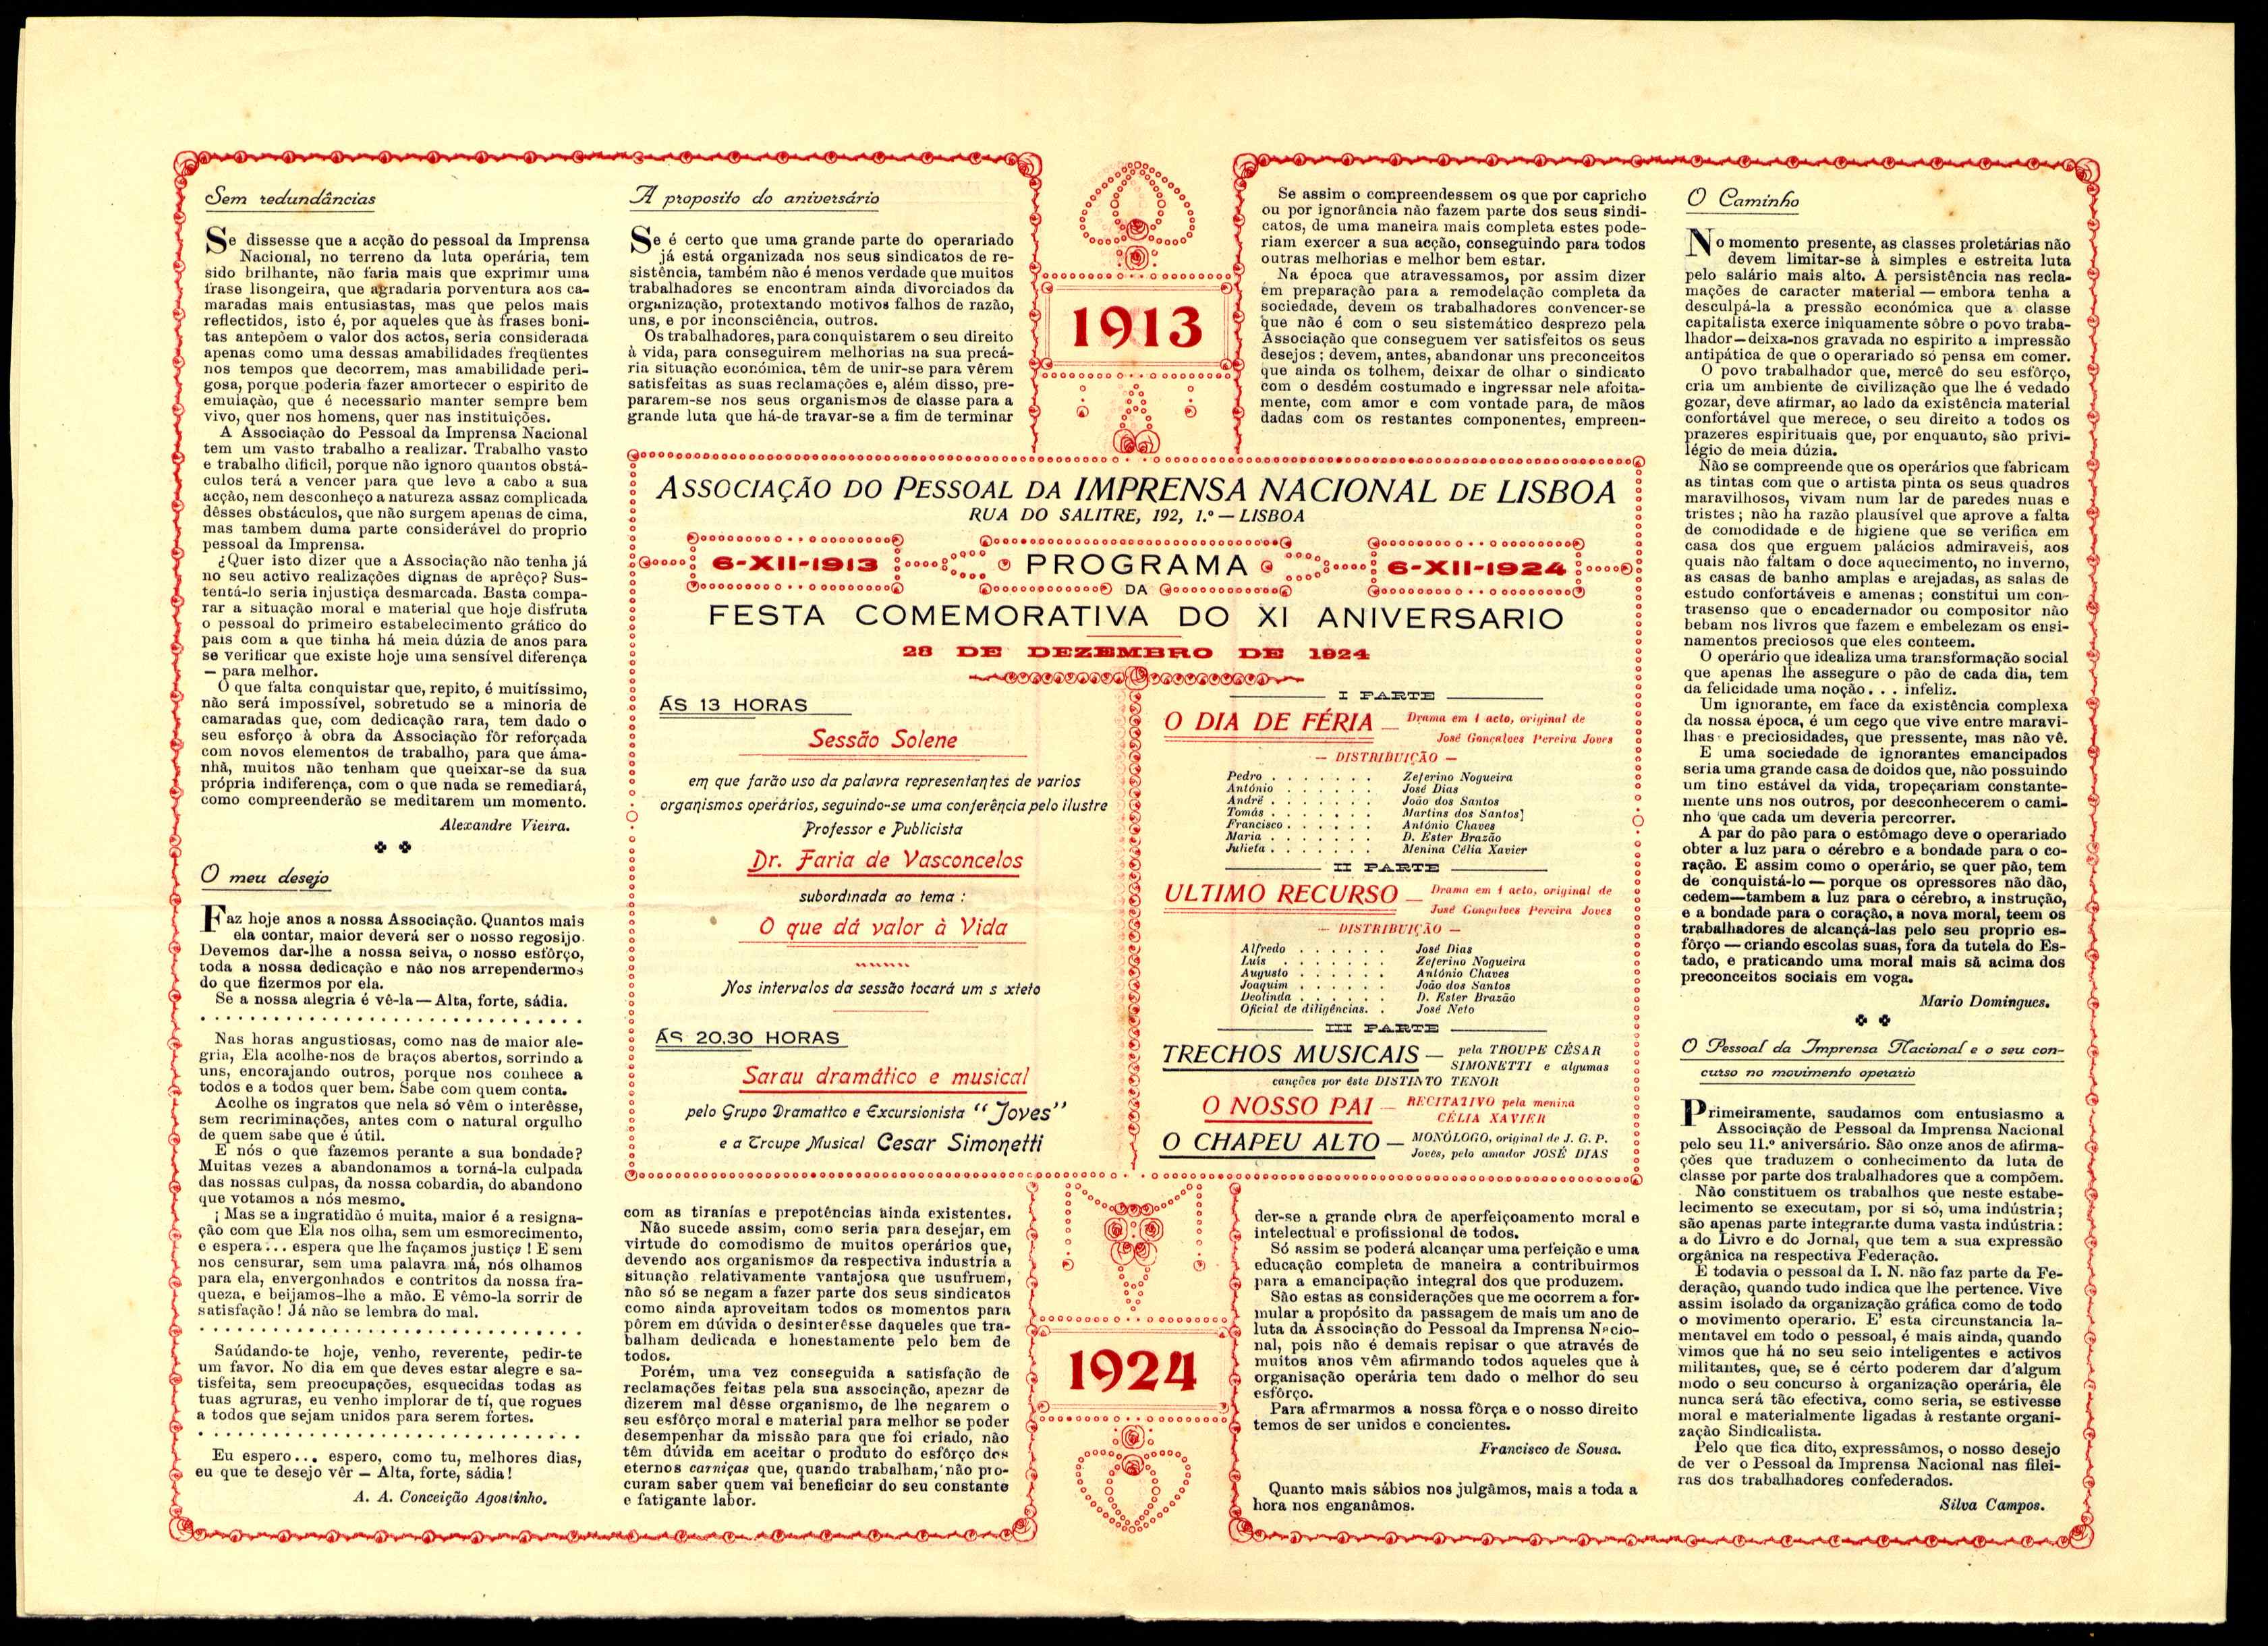 Sem redundâncias
Se dissesse que a acção do pessoal da Imprensa
Nacional, no terreno da luta operária, tem
sido brilhante, não faria mais que exprimir uma
frase lisongeira, que agradaria porventura aos ca-
maradas mais entusiastas, mas que pelos mais
reflectidos, isto é, por aqueles que às frases boni-
tas antepõem o valor dos actos, seria considerada
apenas como uma dessas amabilidades freqüentes
nos tempos que decorrem, mas amabilidade peri-
gosa, porque poderia fazer amortecer o espirito de
emulação, que é necessario manter sempre bem
vivo, quer nos homens, quer nas instituições.
A Associação do Pessoal da Imprensa Nacional
tem um vasto trabalho a realizar. Trabalho vasto
e trabalho dificil, porque não ignoro quantos obstá-
culos terá a vencer para que leve a cabo a sua
acção, nem desconheço a natureza assaz complicada
dêsses obstáculos, que não surgem apenas de cima,
mas tambem duma parte considerável do proprio
pessoal da Imprensa.
¿Quer isto dizer que a Associação não tenha já
no seu activo realizações dignas de aprêço? Sus-
tentá-lo seria injustiça desmarcada. Basta compa-
rar a situação moral e material que hoje disfruta
o pessoal do primeiro estabelecimento gráfico do
país com a que tinha há meia dúzia de anos para
se verificar que existe hoje uma sensível diferença
— para melhor.
O que falta conquistar que, repito, é muitíssimo,
não será impossível, sobretudo se a minoria de
camaradas que, com dedicação rara, tem dado o
seu esforço à obra da Associação fôr reforçada
com novos elementos de trabalho, para que áma-
nhã, muitos não tenham que queixar-se da sua
própria indiferença, com o que nada se remediará,
como compreenderão se meditarem um momento.
Alexandre Vieira.
O meu desejo
Faz hoje anos a nossa Associação. Quantos mais
ela contar, maior deverá ser o nosso regosijo.
Devemos dar-lhe a nossa seiva, o nosso esfôrço,
toda a nossa dedicação e não nos arrependermos
do que fizermos por ela.
Se a nossa alegria é vê-la — Alta, forte, sádia.
. . . . . . . . . . . . . . . . . . . . . . . . . . . . . .
Nas horas angustiosas, como nas de maior ale-
gria, Ela acolhe-nos de braços abertos, sorrindo a
uns, encorajando outros, porque nos conhece a
todos e a todos quer bem. Sabe com quem conta.
Acolhe os ingratos que nela só vêm o interêsse,
sem recriminações, antes com o natural orgulho
de quem sabe que é útil.
E nós o que fazemos perante a sua bondade?
Muitas vezes a abandonamos a torná-la culpada
das nossas culpas, da nossa cobardia, do abandono
que votamos a nós mesmo.
¡ Mas se a ingratidão é muita, maior é a resigna-
ção com que Ela nos olha, sem um esmorecimento,
e espera... espera que lhe façamos justiça ! E sem
nos censurar, sem uma palavra má, nós olhamos
para ela, envergonhados e contritos da nossa fra-
queza, e beijamos-lhe a mão. E vêmo-la sorrir de
satisfação ! Já não se lembra do mal.
. . . . . . . . . . . . . . . . . . . . . . . . . . . . . .
Saúdando-te hoje, venho, reverente, pedir-te
um favor. No dia em que deves estar alegre e sa-
tisfeita, sem preocupações, esquecidas todas as
tuas agruras, eu venho implorar de tí, que rogues
a todos que sejam unidos para serem fortes.
. . . . . . . . . . . . . . . . . . . . . . . . . . . . . .
Eu espero... espero, como tu, melhores dias,
eu que te desejo vêr — Alta, forte, sádia !
A. A. Conceição Agostinho.
A proposito do aniversário
Se é certo que uma grande parte do operariado
já está organizada nos seus sindicatos de re-
sistência, também não é menos verdade que muitos
trabalhadores se encontram ainda divorciados da
organização, protextando motivos falhos de razão,
uns, e por inconsciência, outros.
Os trabalhadores, para conquistarem o seu direito
à vida, para conseguirem melhorias na sua precá-
ria situação económica, têm de unir-se para vêrem
satisfeitas as suas reclamações e, além disso, pre-
pararem-se nos seus organismos de classe para a
grande luta que há-de travar-se a fim de terminar
com as tiranías e prepotências ainda existentes.
Não sucede assim, como seria para desejar, em
virtude do comodismo de muitos operários que,
devendo aos organismos da respectiva industria a
situação relativamente vantajosa que usufruem,
não só se negam a fazer parte dos seus sindicatos
como ainda aproveitam todos os momentos para
pôrem em dúvida o desinterêsse daqueles que tra-
balham dedicada e honestamente pelo bem de
todos.
Porém, uma vez conseguida a satisfação de
reclamações feitas pela sua associação, apezar de
dizerem mal dêsse organismo, de lhe negarem o
seu esfôrço moral e material para melhor se poder
desempenhar da missão para que foi criado, não
têm dúvida em aceitar o produto do esfôrço dos
eternos carniças que, quando trabalham, não pro-
curam saber quem vai beneficiar do seu constante
e fatigante labor.
1913
Se assim o compreendessem os que por capricho
ou por ignorância não fazem parte dos seus sindi-
catos, de uma maneira mais completa estes pode-
riam exercer a sua acção, conseguindo para todos
outras melhorias e melhor bem estar.
Na época que atravessamos, por assim dizer
em preparação para a remodelação completa da
sociedade, devem os trabalhadores convencer-se
que não é com o seu sistemático desprezo pela
Associação que conseguem ver satisfeitos os seus
desejos ; devem, antes, abandonar uns preconceitos
que ainda os tolhem, deixar de olhar o sindicato
com o desdém costumado e ingressar nele afoita-
mente, com amor e com vontade para, de mãos
dadas com os restantes componentes, empreen-
der-se a grande obra de aperfeiçoamento moral e
intelectual e profissional de todos.
Só assim se poderá alcançar uma perfeição e uma
educação completa de maneira a contribuirmos
para a emancipação integral dos que produzem.
São estas as considerações que me ocorrem a for-
mular a propósito da passagem de mais um ano de
luta da Associação do Pessoal da Imprensa Nacio-
nal, pois não é demais repisar o que através de
muitos anos vêm afirmando todos aqueles que à
organisação operária tem dado o melhor do seu
esfôrço.
Para afirmarmos a nossa fôrça e o nosso direito
temos de ser unidos e concientes.
Francisco de Sousa.
Quanto mais sábios nos julgâmos, mais a toda a
hora nos enganâmos.
1924
ASSOCIAÇÃO DO PESSOAL DA IMPRENSA NACIONAL DE LISBOA
RUA DO SALITRE, 192, 1.º — LISBOA
6-XII-1913
PROGRAMA
6-XII-1924
DA
FESTA COMEMORATIVA DO XI ANIVERSARIO
28 DE DEZEMBRO DE 1924
ÁS 13 HORAS
Sessão Solene
em que farão uso da palavra representantes de varios
organismos operários, seguindo-se uma conferência pelo ilustre
Professor e Publicista
Dr. Faria de Vasconcelos
subordinada ao tema :
O que dá valor à Vida
Nos intervalos da sessão tocará um s xteto
ÁS 20,30 HORAS
Sarau dramático e musical
pelo Grupo Dramatico e Excursionista “Joves”
e a Troupe Musical Cesar Simonetti
I PARTE
O DIA DE FÉRIA — Drama em 1 acto, original de
José Gonçalves Pereira Joves
— DISTRIBUIÇÃO —
Pedro . . . . . . . Zeferino Nogueira
António . . . . . . José Dias
André . . . . . . . João dos Santos
Tomás . . . . . . . Martins dos Santos]
Francisco . . . . . . António Chaves
Maria . . . . . . . D. Ester Brazão
Julieta . . . . . . . Menina Célia Xavier
II PARTE
ULTIMO RECURSO — Drama em 1 acto, original de
José Gonçalves Pereira Joves
— DISTRIBUIÇÃO —
Alfredo . . . . . . José Dias
Luís . . . . . . . Zeferino Nogueira
Augusto . . . . . . António Chaves
Joaquim . . . . . . João dos Santos
Deolinda . . . . . . D. Ester Brazão
Oficial de diligências. . José Neto
III PARTE
TRECHOS MUSICAIS — pela TROUPE CÉSAR
SIMONETTI e algumas
canções por êste DISTINTO TENOR
O NOSSO PAI — RECITATIVO pela menina
CÉLIA XAVIER
O CHAPEU ALTO — MONÓLOGO, original de J. G. P.
Joves, pelo amador JOSÉ DIAS
O Caminho
No momento presente, as classes proletárias não
devem limitar-se à simples e estreita luta
pelo salário mais alto. A persistência nas recla-
mações de caracter material — embora tenha a
desculpá-la a pressão económica que a classe
capitalista exerce iniquamente sôbre o povo traba-
lhador — deixa-nos gravada no espirito a impressão
antipática de que o operariado só pensa em comer.
O povo trabalhador que, mercê do seu esfôrço,
cria um ambiente de civilização que lhe é vedado
gozar, deve afirmar, ao lado da existência material
confortável que merece, o seu direito a todos os
prazeres espirituais que, por enquanto, são privi-
légio de meia dúzia.
Não se compreende que os operários que fabricam
as tintas com que o artista pinta os seus quadros
maravilhosos, vivam num lar de paredes nuas e
tristes ; não ha razão plausível que aprove a falta
de comodidade e de higiene que se verifica em
casa dos que erguem palácios admiraveis, aos
quais não faltam o doce aquecimento, no inverno,
as casas de banho amplas e arejadas, as salas de
estudo confortáveis e amenas ; constitui um con-
trasenso que o encadernador ou compositor não
bebam nos livros que fazem e embelezam os ensi-
namentos preciosos que eles conteem.
O operário que idealiza uma transformação social
que apenas lhe assegure o pão de cada dia, tem
da felicidade uma noção . . . infeliz.
Um ignorante, em face da existência complexa
da nossa época, é um cego que vive entre maravi-
lhas e preciosidades, que pressente, mas não vê.
E uma sociedade de ignorantes emancipados
seria uma grande casa de doidos que, não possuindo
um tino estável da vida, tropeçariam constante-
mente uns nos outros, por desconhecerem o cami-
nho que cada um deveria percorrer.
A par do pão para o estômago deve o operariado
obter a luz para o cérebro e a bondade para o co-
ração. E assim como o operário, se quer pão, tem
de conquistá-lo — porque os opressores não dão,
cedem—tambem a luz para o cérebro, a instrução,
e a bondade para o coração, a nova moral, teem os
trabalhadores de alcançá-las pelo seu proprio es-
fôrço — criando escolas suas, fora da tutela do Es-
tado, e praticando uma moral mais sã acima dos
preconceitos sociais em voga.
Mario Domingues.
O Pessoal da Imprensa Nacional e o seu con-
curso no movimento operario
Primeiramente, saudamos com entusiasmo a
Associação de Pessoal da Imprensa Nacional
pelo seu 11.º aniversário. São onze anos de afirma-
ções que traduzem o conhecimento da luta de
classe por parte dos trabalhadores que a compõem.
Não constituem os trabalhos que neste estabe-
lecimento se executam, por si só, uma indústria;
são apenas parte integrante duma vasta indústria:
a do Livro e do Jornal, que tem a sua expressão
orgânica na respectiva Federação.
E todavia o pessoal da I. N. não faz parte da Fe-
deração, quando tudo indica que lhe pertence. Vive
assim isolado da organização gráfica como de todo
o movimento operario. E' esta circunstancia la-
mentavel em todo o pessoal, é mais ainda, quando
vimos que há no seu seio inteligentes e activos
militantes, que, se é cérto poderem dar d'algum
modo o seu concurso à organização operária, êle
nunca será tão efectiva, como seria, se estivesse
moral e materialmente ligadas à restante organi-
zação Sindicalista.
Pelo que fica dito, expressâmos, o nosso desejo
de ver o Pessoal da Imprensa Nacional nas filei-
ras dos trabalhadores confederados.
Silva Campos.